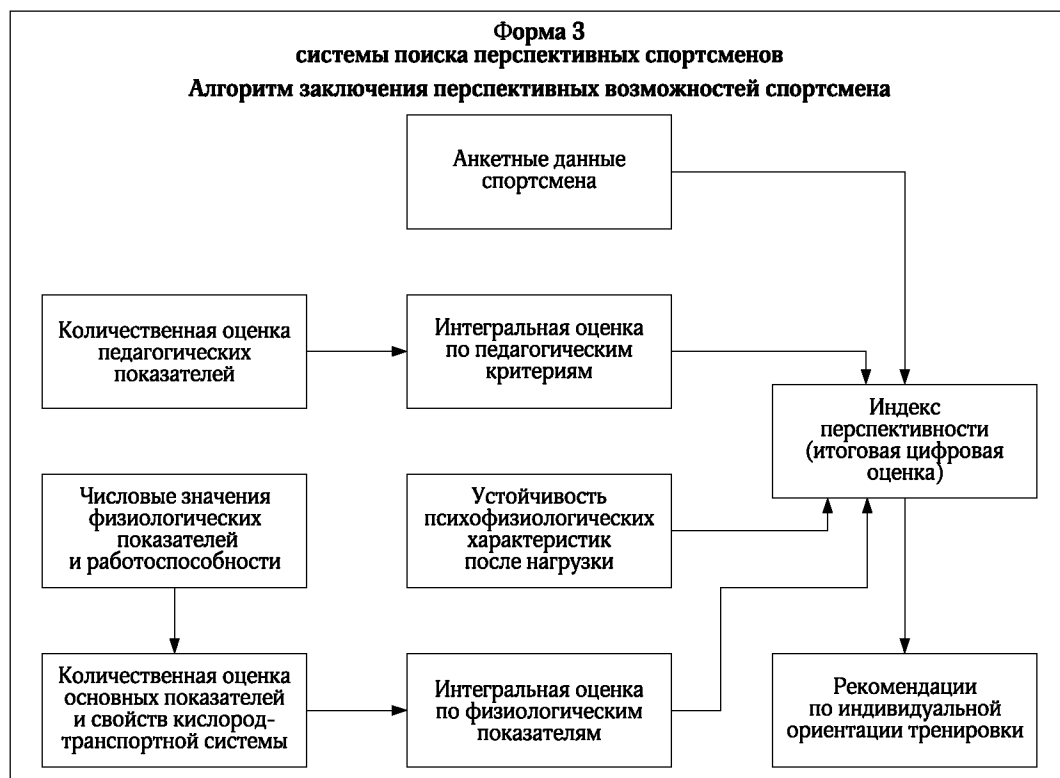 Форма 3
системы поиска перспективных спортсменов
Алгоритм заключения перспективных возможностей спортсмена
Анкетные данные
спортсмена
Количественная оценка
педагогических
показателей
Интегральная оценка
по педагогическим
критериям
Индекс
перспективности
(итоговая цифровая
оценка)
Числовые значения
физиологических
показателей
и работоспособности
Устойчивость
психофизиологических
характеристик
после нагрузки
Количественная оценка
основных показателей
и свойств кислород-
транспортной системы
Интегральная оценка
по физиологическим
показателям
Рекомендации
по индивидуальной
ориентации тренировки